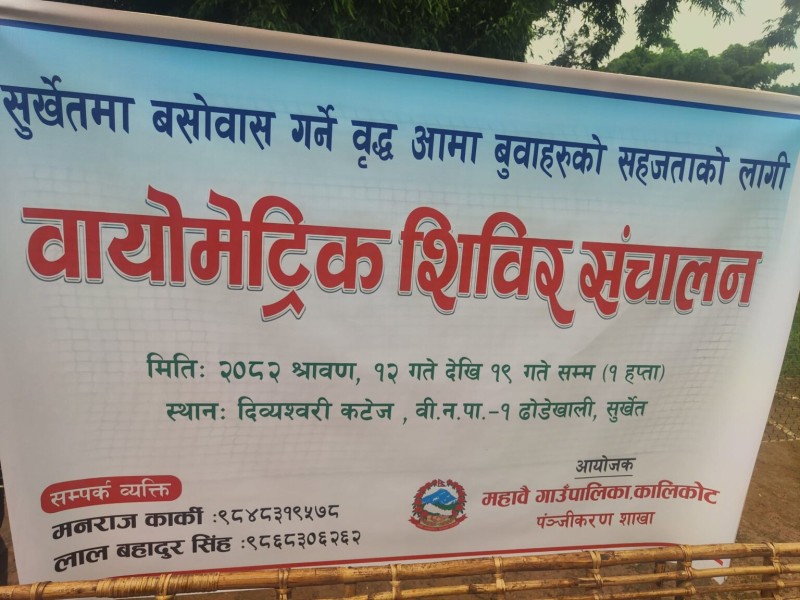 सुर्खेतमा बसोवास गर्ने वृद्ध आमा बुवाहरुको सहजताको लागी
वायोमेट्रिक शिविर संचालन
मितिः २०८२ श्रावण, १२ गते देखि १९ गते सम्म (१ हप्ता)
स्थानः दिव्यश्वरी कटेज , वी.न.पा.-१ ढोडेखाली, सुर्खेत
सम्पर्क व्यक्ति
मनराज कार्की :९८४८३१९५७८
लाल बहादुर सिंह :९८६८३०६२६२
आयोजक
महावै गाउँपालिका, कालिकोट
पञ्जीकरण शाखा